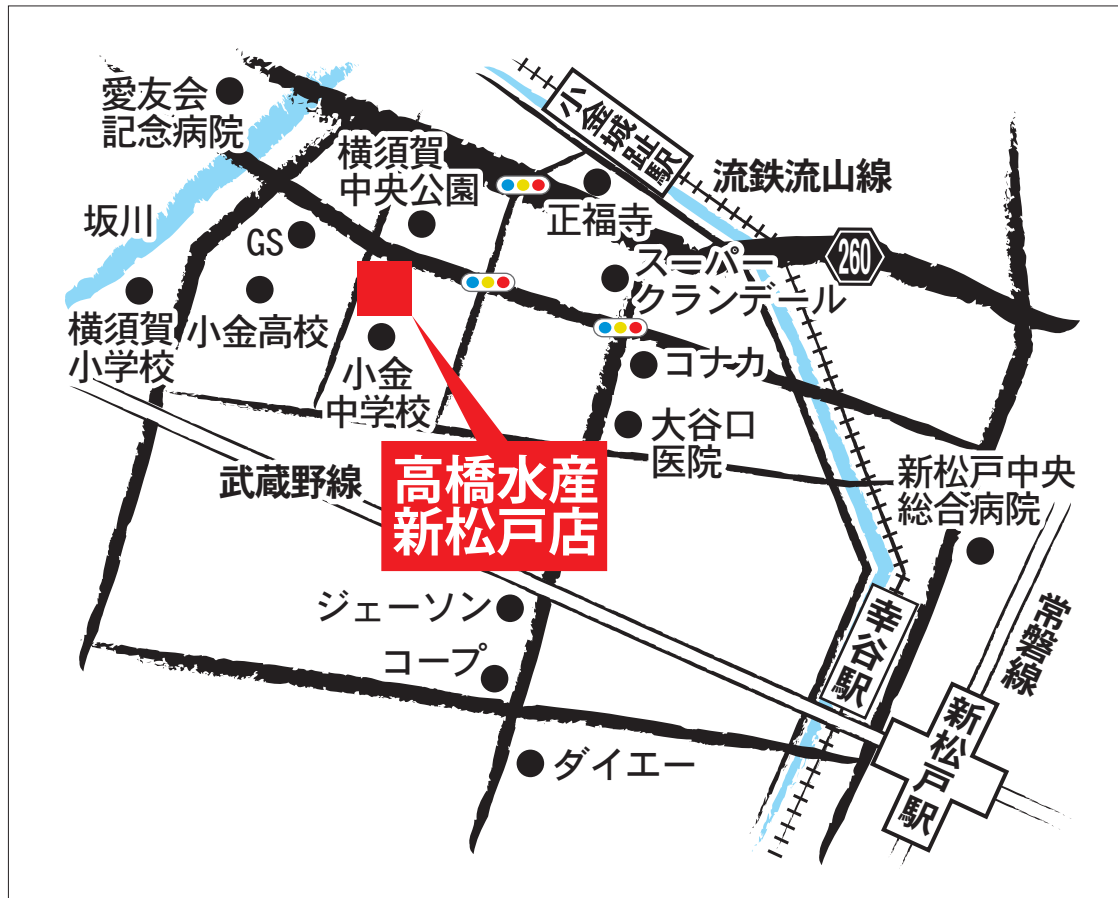 愛友会
記念病院
横須賀
中央公園
小金城趾駅
流鉄流山線
正福寺
坂川
GS
スーパー
クランデール
260
横須賀
小学校
小金高校
小金
中学校
コナカ
大谷口
医院
高橋水産
新松戸店
武蔵野線
新松戸中央
総合病院
ジェーソン
コープ
幸谷駅
常磐線
新松戸駅
ダイエー